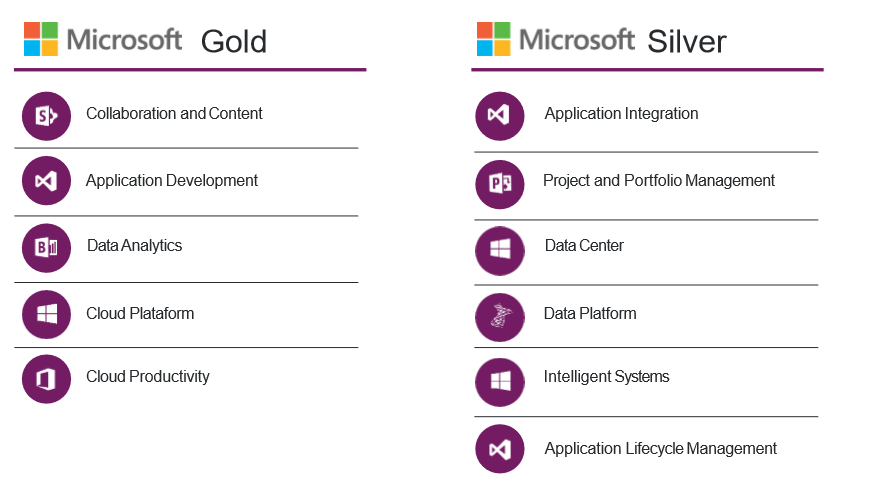 Microsoft Gold
Collaboration and Content
Application Development
Data Analytics
Cloud Plataform
Cloud Productivity
Microsoft Silver
Application Integration
Project and Portfolio Management
Data Center
Data Platform
Intelligent Systems
Application Lifecycle Management